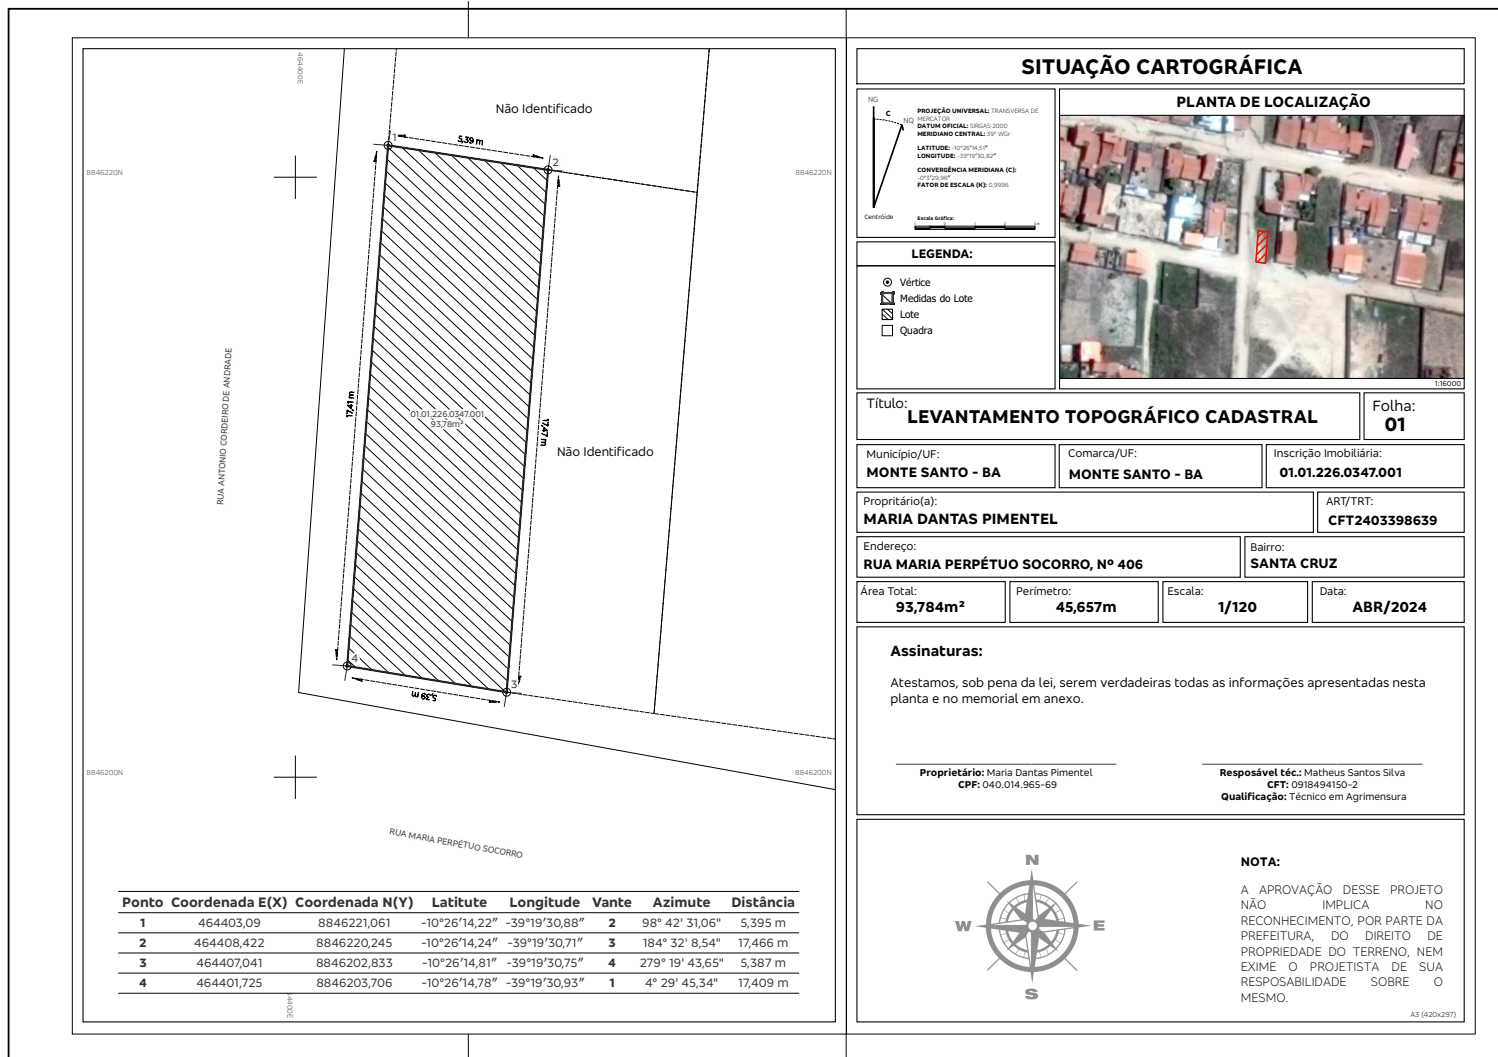 464400E
Não Identificado
1
5,39 m
2
8846220N
8846220N
RUA ANTONIO CORDEIRO DE ANDRADE
17,41 m
01.01.226.0347.001
93,78m²
17,47 m
Não Identificado
4
5,39 m
3
8846200N
8846200N
RUA MARIA PERPÉTUO SOCORRO
Ponto Coordenada E(X) Coordenada N(Y) Latitute Longitude Vante Azimute Distância
1 464403,09 8846221,061 -10°26′14,22″ -39°19′30,88″ 2 98° 42' 31,06" 5,395 m
2 464408,422 8846220,245 -10°26′14,24″ -39°19′30,71″ 3 184° 32' 8,54" 17,466 m
3 464407,041 8846202,833 -10°26′14,81″ -39°19′30,75″ 4 279° 19' 43,65" 5,387 m
4 464401,725 8846203,706 -10°26′14,78″ -39°19′30,93″ 1 4° 29' 45,34" 17,409 m
SITUAÇÃO CARTOGRÁFICA
NG
C
NQ
Centróide
PROJEÇÃO UNIVERSAL: TRANSVERSA DE
MERCATOR
DATUM OFICIAL: SIRGAS 2000
MERIDIANO CENTRAL: 39° WGr
LATITUDE: -10°26′14,51″
LONGITUDE: -39°19′30,82″
CONVERGÊNCIA MERIDIANA (C):
-0°3′29,96″
FATOR DE ESCALA (K): 0,9996
Escala Gráfica:
PLANTA DE LOCALIZAÇÃO
1:16000
LEGENDA:
Vértice
Medidas do Lote
Lote
Quadra
Título:
LEVANTAMENTO TOPOGRÁFICO CADASTRAL
Folha:
01
Município/UF:
MONTE SANTO - BA
Comarca/UF:
MONTE SANTO - BA
Inscrição Imobiliária:
01.01.226.0347.001
Propritário(a):
MARIA DANTAS PIMENTEL
ART/TRT:
CFT2403398639
Endereço:
RUA MARIA PERPÉTUO SOCORRO, Nº 406
Bairro:
SANTA CRUZ
Área Total:
93,784m²
Perímetro:
45,657m
Escala:
1/120
Data:
ABR/2024
Assinaturas:
Atestamos, sob pena da lei, serem verdadeiras todas as informações apresentadas nesta
planta e no memorial em anexo.
Proprietário: Maria Dantas Pimentel
CPF: 040.014.965-69
Resposável téc.: Matheus Santos Silva
CFT: 0918494150-2
Qualificação: Técnico em Agrimensura
N
W
E
S
NOTA:
A APROVAÇÃO DESSE PROJETO
NÃO IMPLICA NO
RECONHECIMENTO, POR PARTE DA
PREFEITURA, DO DIREITO DE
PROPRIEDADE DO TERRENO, NEM
EXIME O PROJETISTA DE SUA
RESPOSABILIDADE SOBRE O
MESMO.
A3 (420x297)